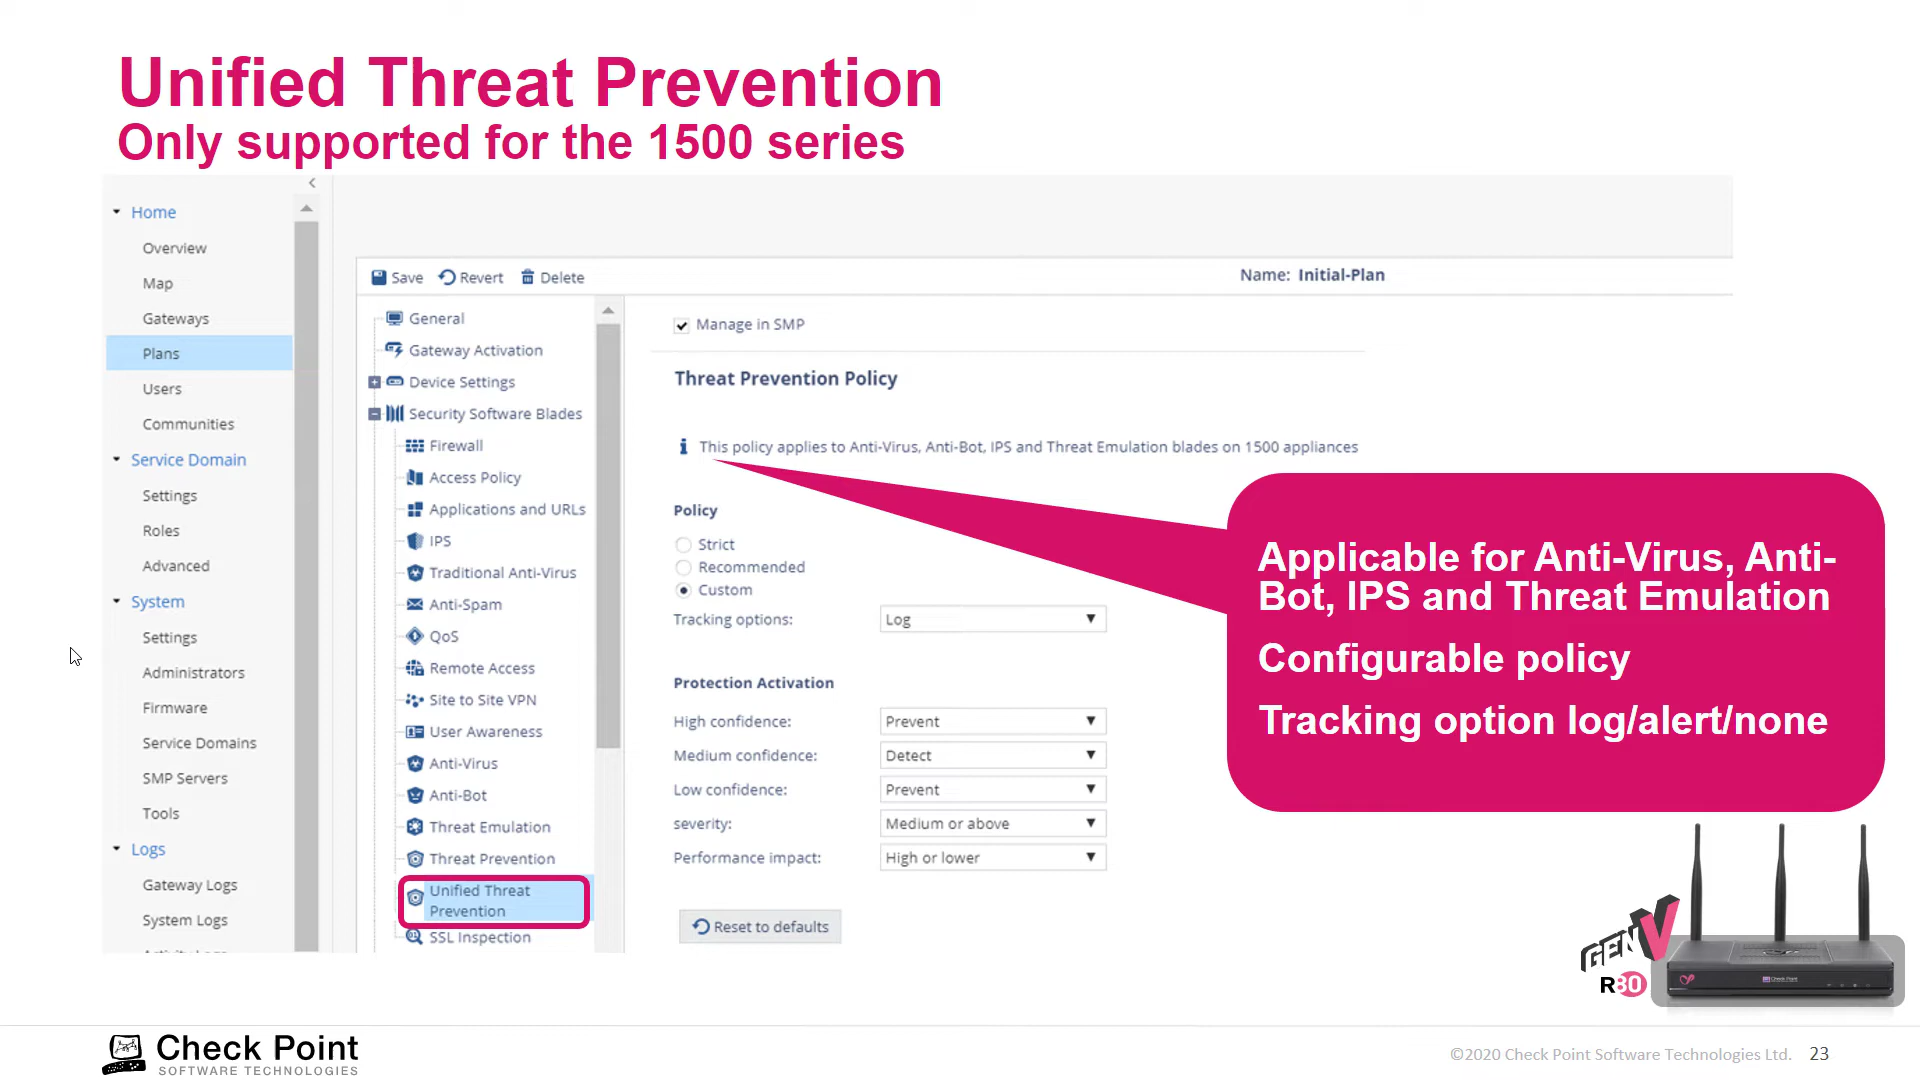 Unified Threat Prevention
Only supported for the 1500 series
Home
Overview
Map
Gateways
Plans
Users
Communities
Service Domain
Settings
Roles
Advanced
System
Settings
Administrators
Firmware
Service Domains
SMP Servers
Tools
Logs
Gateway Logs
System Logs
Save
Revert
Delete
Name: Initial-Plan
General
Gateway Activation
Device Settings
Security Software Blades
Firewall
Access Policy
Applications and URLs
IPS
Traditional Anti-Virus
Anti-Spam
QoS
Remote Access
Site to Site VPN
User Awareness
Anti-Virus
Anti-Bot
Threat Emulation
Threat Prevention
Unified Threat
Prevention
SSL Inspection
Manage in SMP
Threat Prevention Policy
This policy applies to Anti-Virus, Anti-Bot, IPS and Threat Emulation blades on 1500 appliances
Policy
Strict
Recommended
Custom
Tracking options: Log
Protection Activation
High confidence: Prevent
Medium confidence: Detect
Low confidence: Prevent
severity: Medium or above
Performance impact: High or lower
Reset to defaults
Applicable for Anti-Virus, Anti-
Bot, IPS and Threat Emulation
Configurable policy
Tracking option log/alert/none
GEN V
R80
Check Point
Check Point
SOFTWARE TECHNOLOGIES
©2020 Check Point Software Technologies Ltd. 23